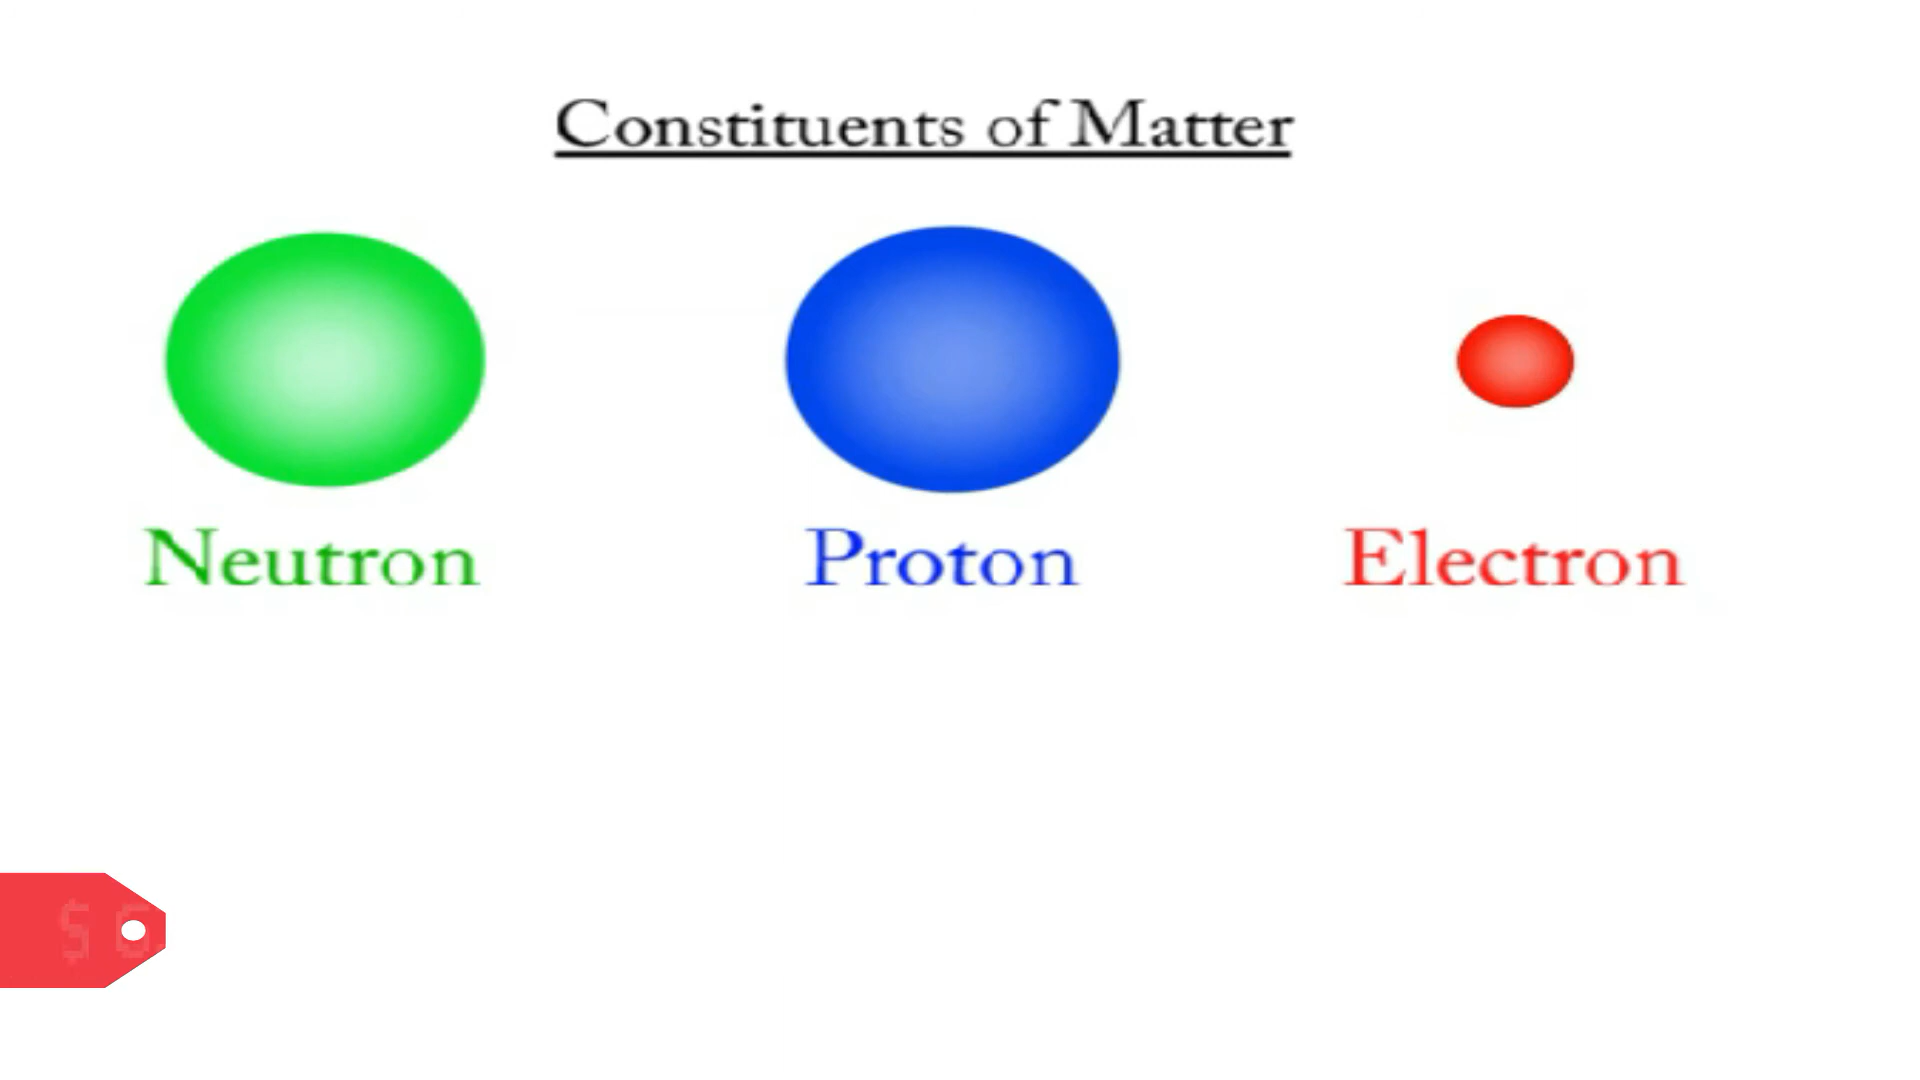 Constituents of Matter
Neutron
Proton
Electron